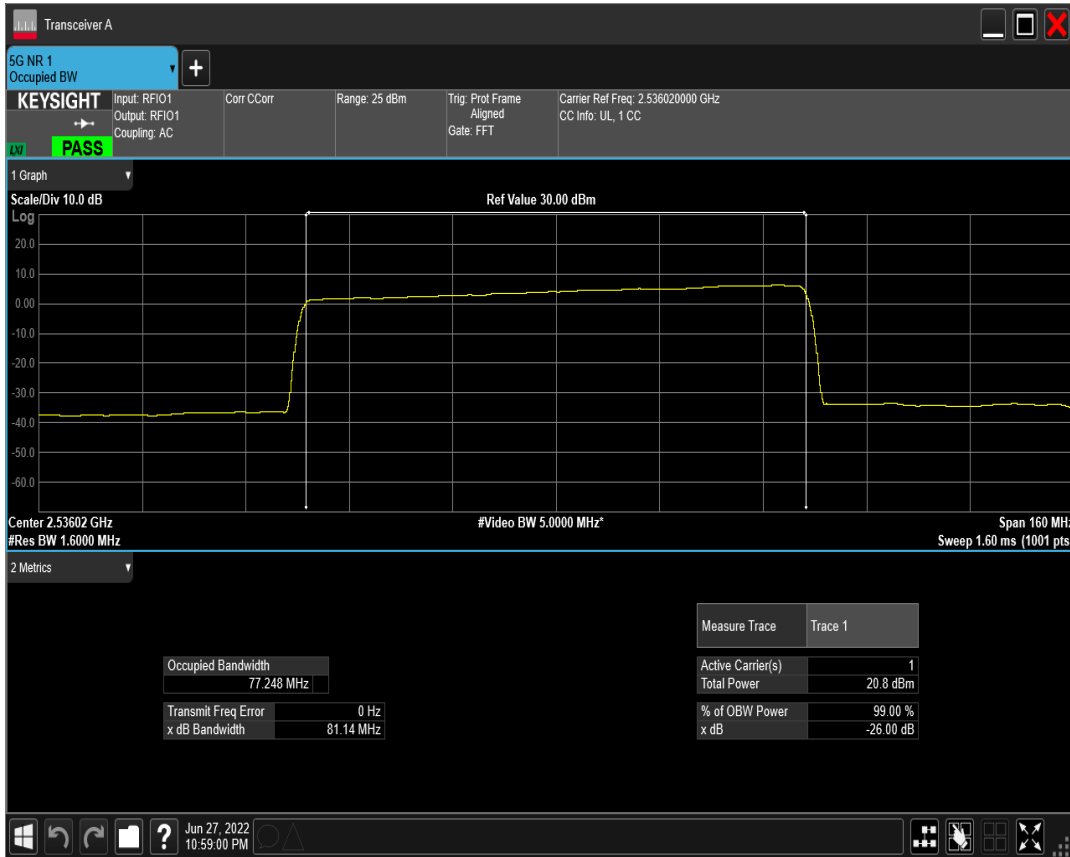 Transceiver A
5G NR 1
Occupied BW
+
KEYSIGHT
LXI PASS
Input: RFIO1
Output: RFIO1
Coupling: AC
Corr CCorr
Range: 25 dBm
Trig: Prot Frame
Aligned
Gate: FFT
Carrier Ref Freq: 2.536020000 GHz
CC Info: UL, 1 CC
1 Graph
Scale/Div 10.0 dB Ref Value 30.00 dBm
Log
20.0
10.0
0.00
-10.0
-20.0
-30.0
-40.0
-50.0
-60.0
Center 2.53602 GHz #Video BW 5.0000 MHz* Span 160 MHz
#Res BW 1.6000 MHz Sweep 1.60 ms (1001 pts
2 Metrics
Measure Trace Trace 1
Occupied Bandwidth
77.248 MHz
Active Carrier(s) 1
Total Power 20.8 dBm
Transmit Freq Error 0 Hz
x dB Bandwidth 81.14 MHz
% of OBW Power 99.00 %
x dB -26.00 dB
?
Jun 27, 2022
10:59:00 PM